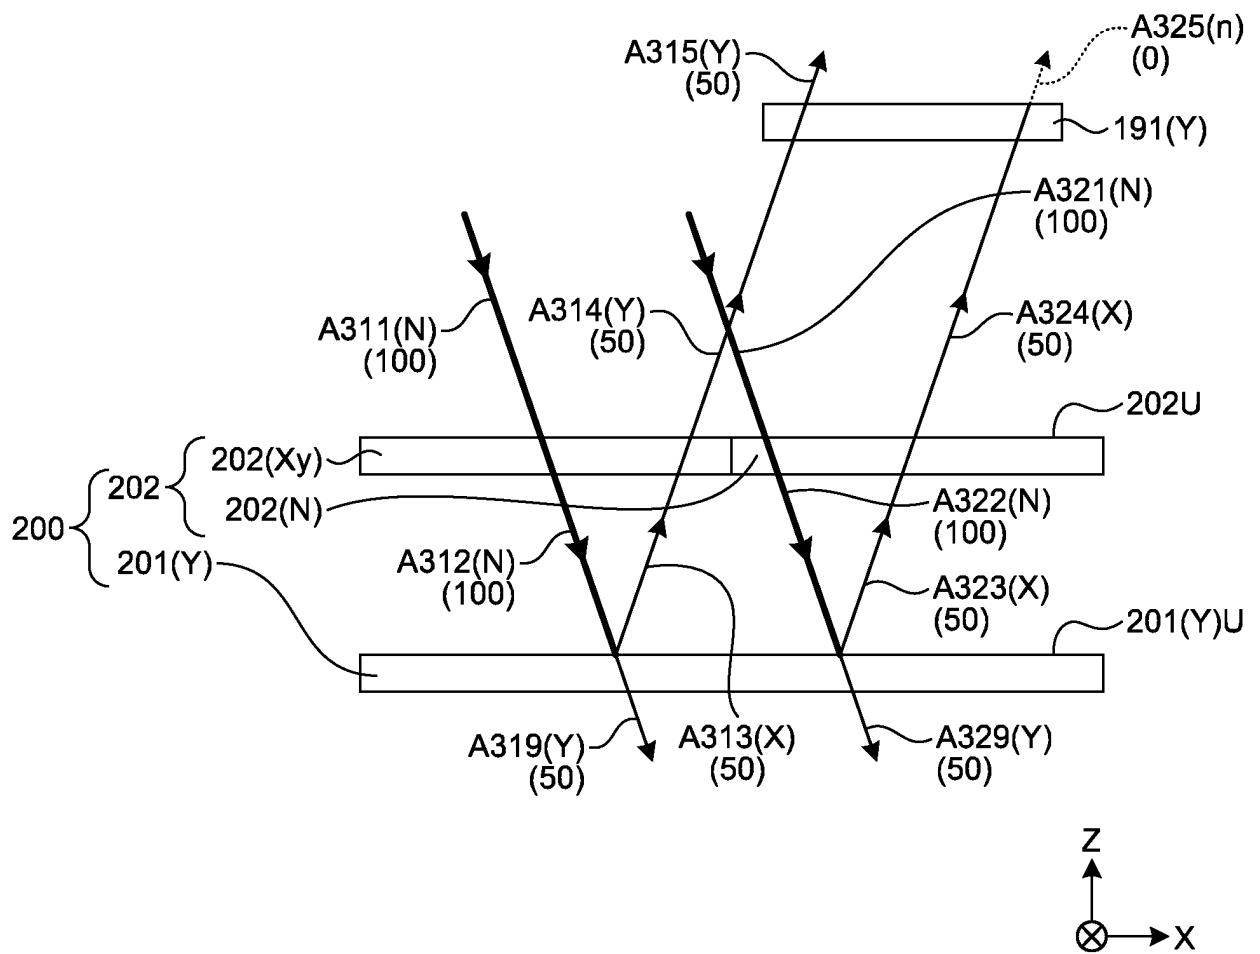 A325(n)
(0)
A315(Y)
(50)
191(Y)
A321(N)
(100)
A311(N)
(100)
A314(Y)
(50)
A324(X)
(50)
202U
202(Xy)
202
202(N)
200
201(Y)
A322(N)
(100)
A312(N)
(100)
A323(X)
(50)
201(Y)U
A319(Y)
(50)
A313(X)
(50)
A329(Y)
(50)
Z
X